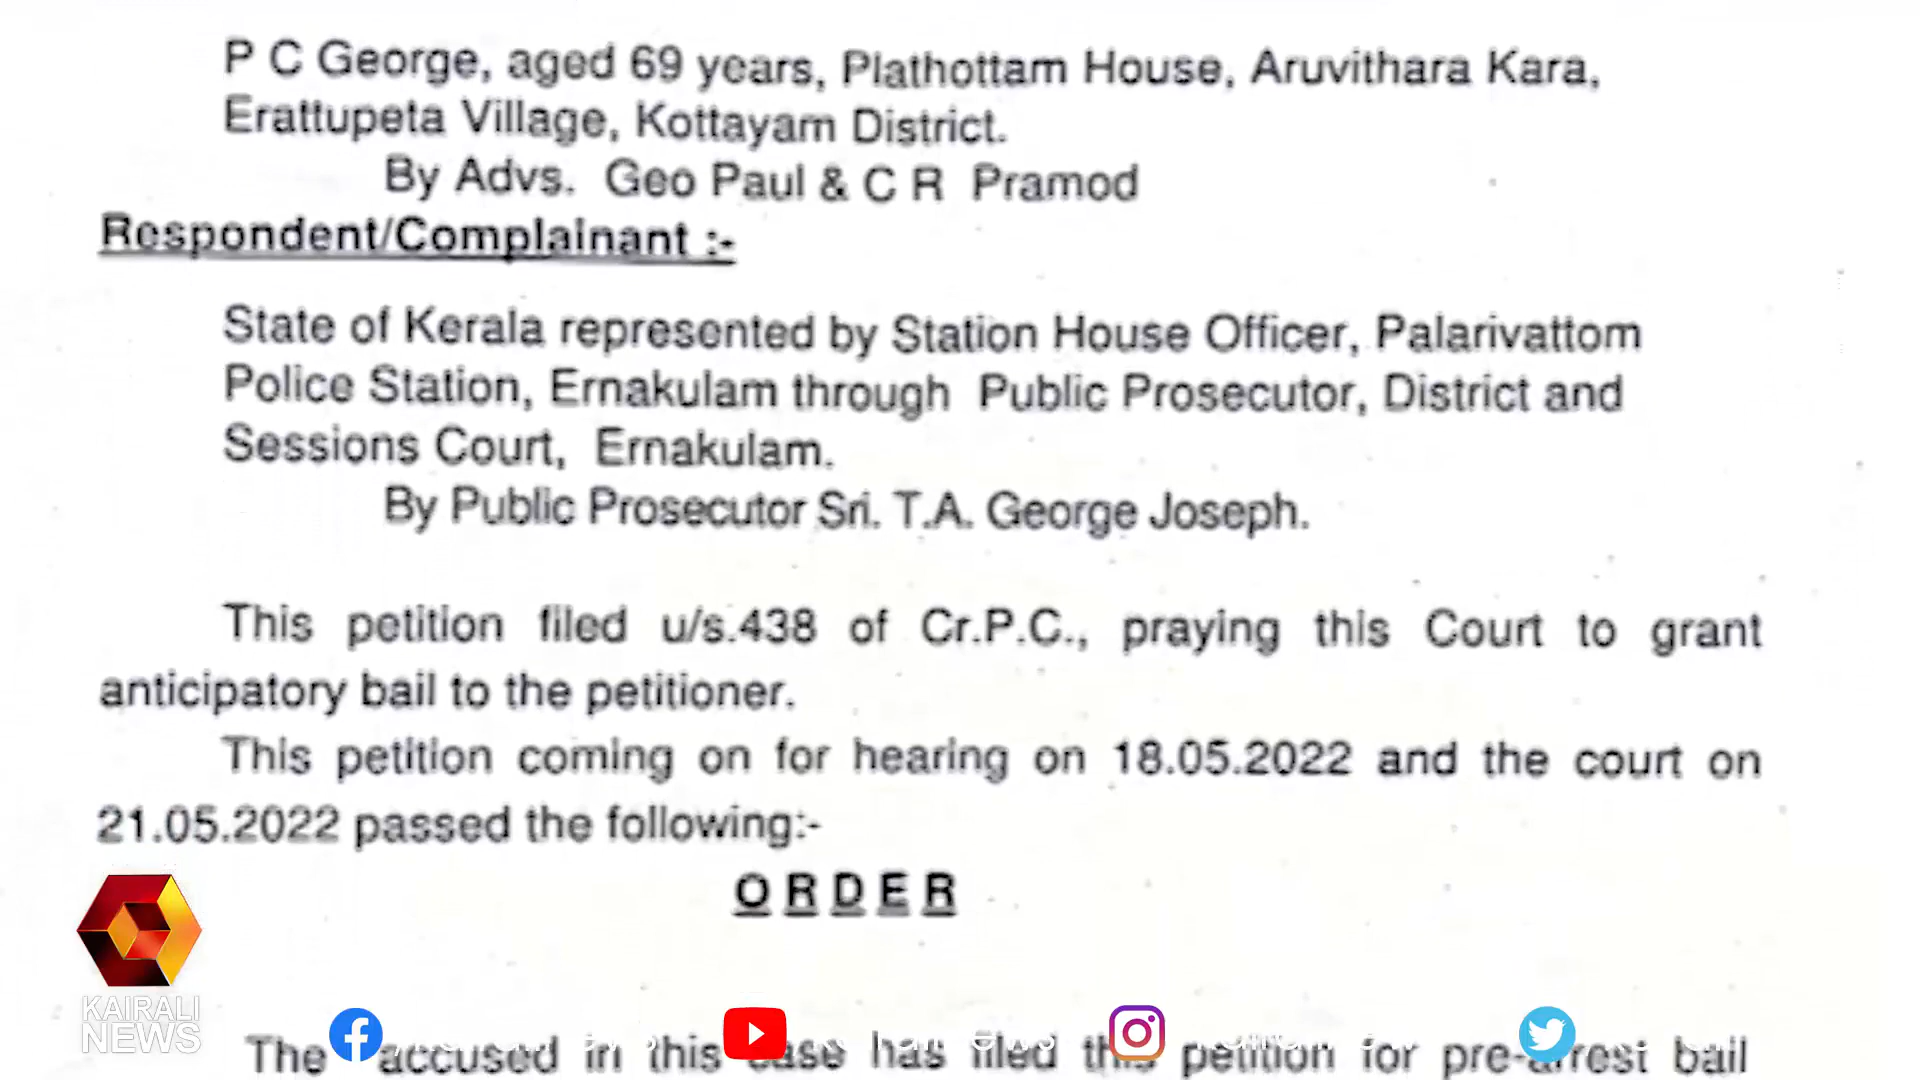 P C George, aged 69 years, Plathottam House, Aruvithara Kara,
Erattupeta Village, Kottayam District.
By Advs. Geo Paul & C R Pramod
Respondent/Complainant :-
State of Kerala represented by Station House Officer, Palarivattom
Police Station, Ernakulam through Public Prosecutor, District and
Sessions Court, Ernakulam.
By Public Prosecutor Sri. T.A. George Joseph.
This petition filed u/s.438 of Cr.P.C., praying this Court to grant
anticipatory bail to the petitioner.
This petition coming on for hearing on 18.05.2022 and the court on
21.05.2022 passed the following:-
ORDER
KAIRALI
NEWS
The accused in this case has filed this petition for pre-arrest bail